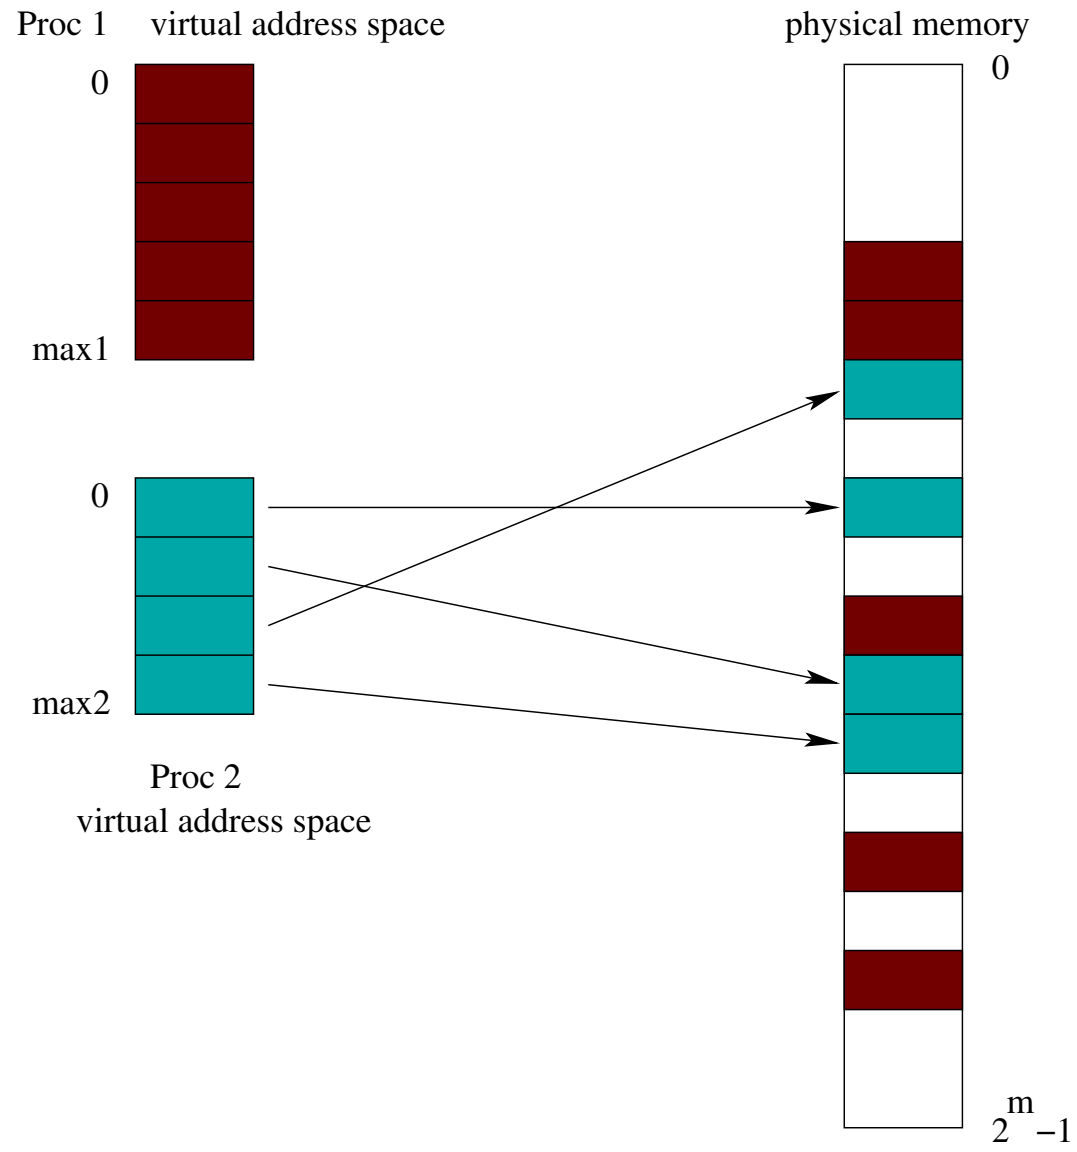 Proc 1 virtual address space
physical memory
0
0
max1
0
max2
Proc 2
virtual address space
2^m−1